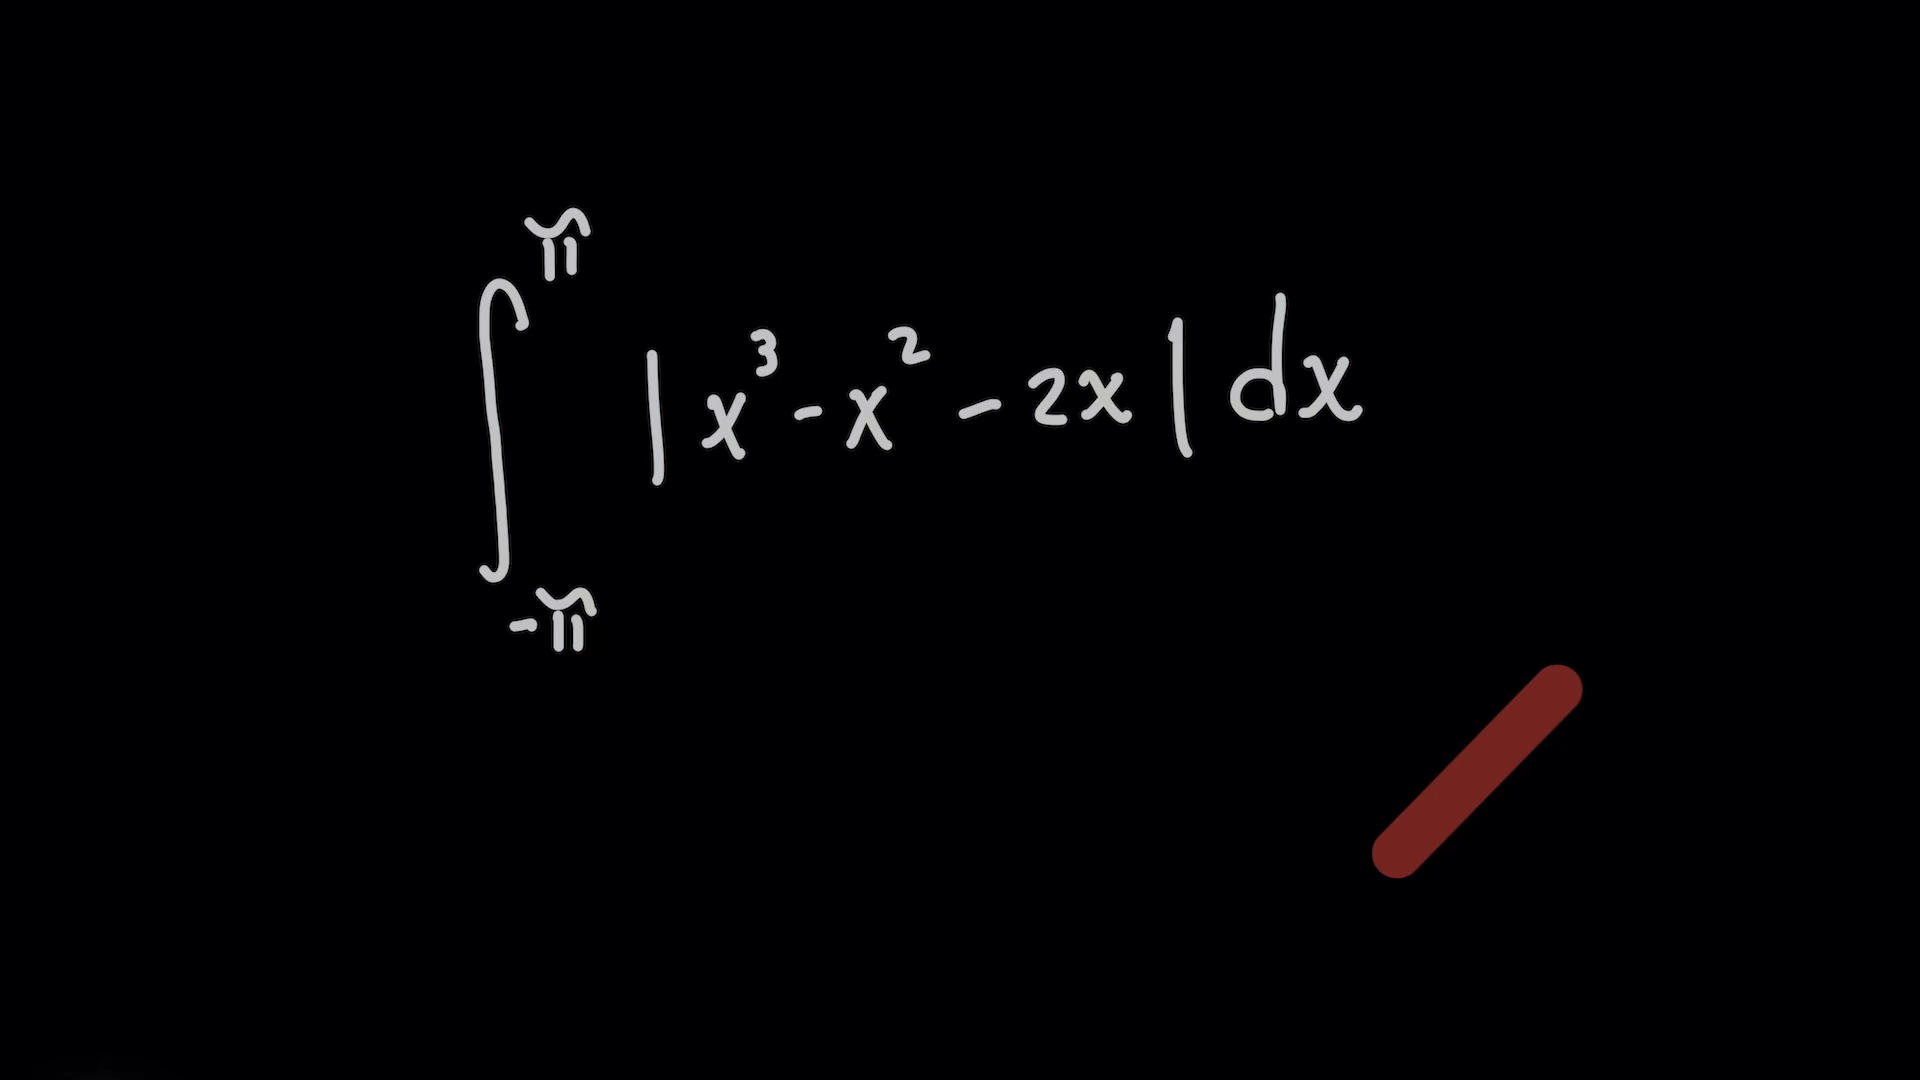 ∫_{-π}^{π} |x³ - x² - 2x| dx